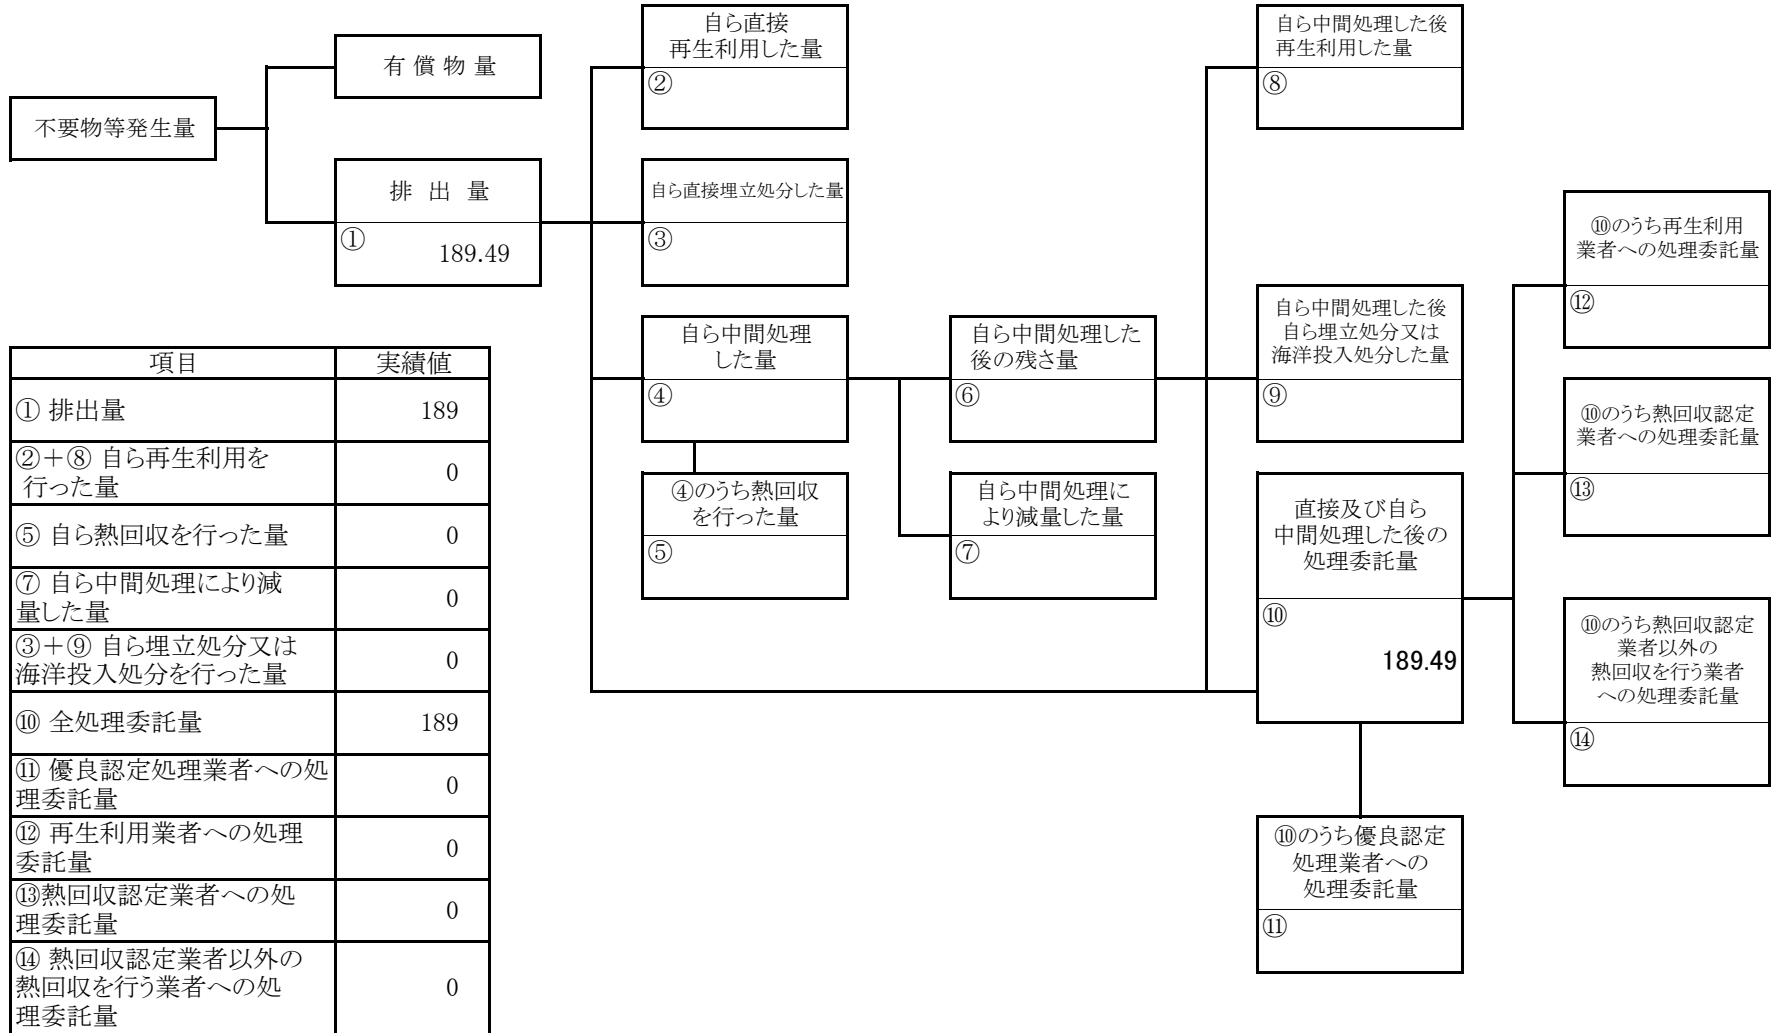 不要物等発生量
有 償 物 量
排 出 量
①
189.49
自ら直接
再生利用した量
②
自ら直接埋立処分した量
③
自ら中間処理
した量
④
④のうち熱回収
を行った量
⑤
自ら中間処理した
後の残さ量
⑥
自ら中間処理に
より減量した量
⑦
自ら中間処理した後
再生利用した量
⑧
自ら中間処理した後
自ら埋立処分又は
海洋投入処分した量
⑨
直接及び自ら
中間処理した後の
処理委託量
⑩
189.49
⑩のうち優良認定
処理業者への
処理委託量
⑪
⑩のうち再生利用
業者への処理委託量
⑫
⑩のうち熱回収認定
業者への処理委託量
⑬
⑩のうち熱回収認定
業者以外の
熱回収を行う業者
への処理委託量
⑭
項目 実績値
① 排出量 189
②+⑧ 自ら再生利用を
行った量 0
⑤ 自ら熱回収を行った量 0
⑦ 自ら中間処理により減
量した量 0
③+⑨ 自ら埋立処分又は
海洋投入処分を行った量 0
⑩ 全処理委託量 189
⑪ 優良認定処理業者への処
理委託量 0
⑫ 再生利用業者への処理
委託量 0
⑬熱回収認定業者への処
理委託量 0
⑭ 熱回収認定業者以外の
熱回収を行う業者への処
理委託量 0